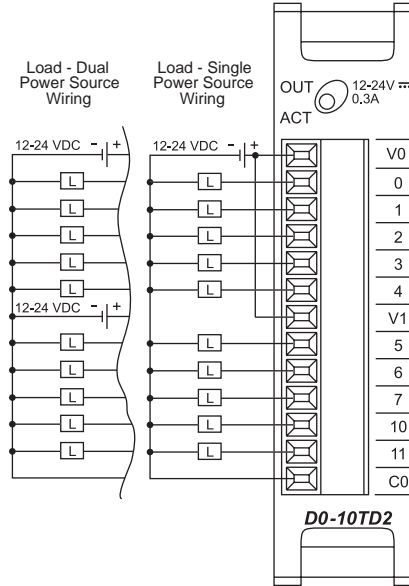 Load - Dual
Power Source
Wiring
Load - Single
Power Source
Wiring
OUT
12-24V ⎓
0.3A
ACT
12-24 VDC - +
12-24 VDC - +
V0
L L 0
L L 1
L L 2
L L 3
L L 4
12-24 VDC - +
V1
L L 5
L L 6
L L 7
L L 10
L L 11
C0
D0-10TD2